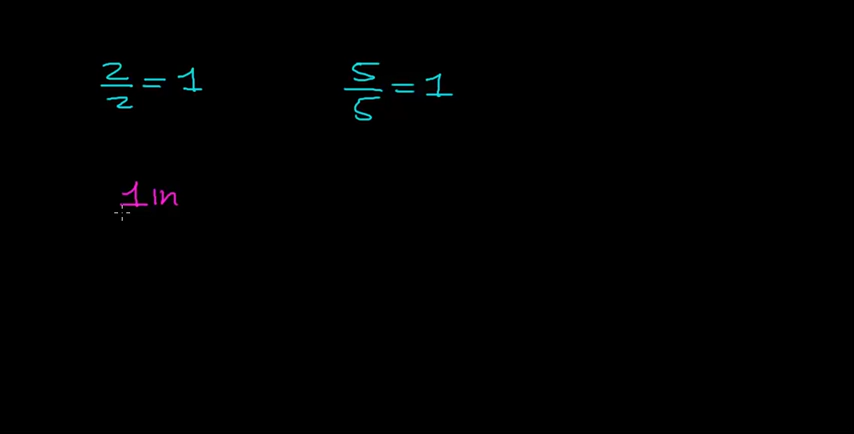 2/2 = 1    5/5 = 1
1 in